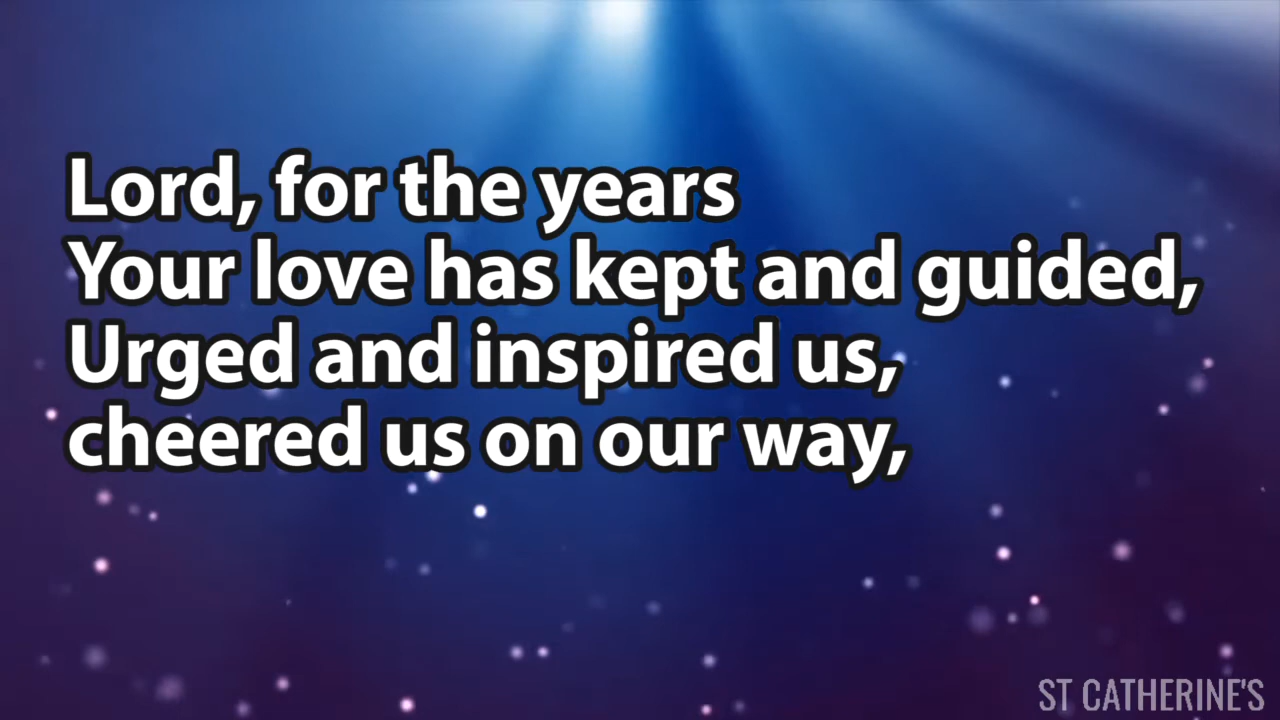 Lord, for the years
Your love has kept and guided,
Urged and inspired us,
cheered us on our way,
ST CATHERINE'S